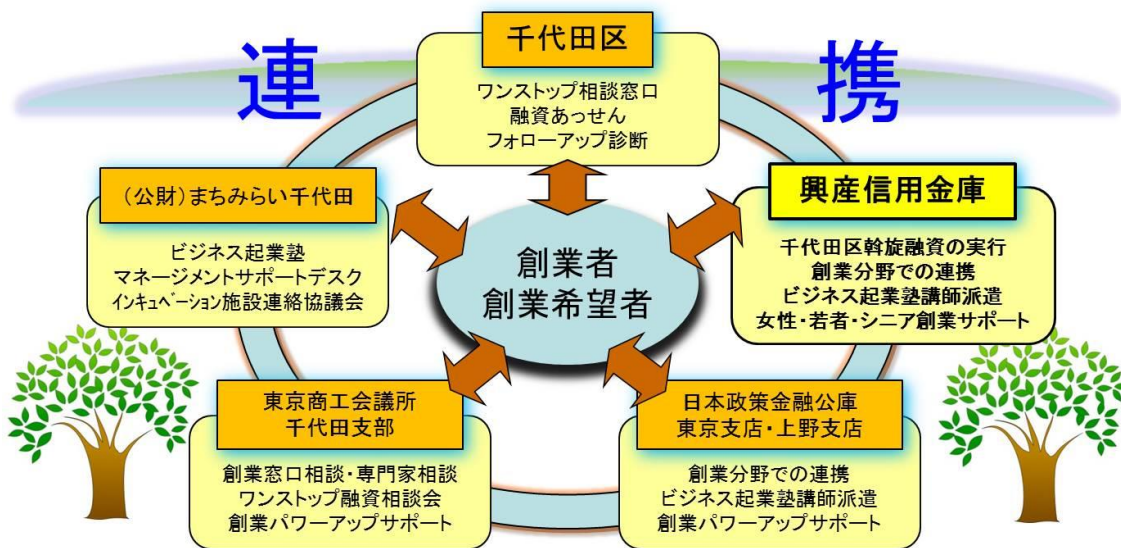 連 携
千代田区
ワンストップ相談窓口
融資あっせん
フォローアップ診断
(公財)まちみらい千代田
ビジネス起業塾
マネージメントサポートデスク
インキュベーション施設連絡協議会
興産信用金庫
千代田区斡旋融資の実行
創業分野での連携
ビジネス起業塾講師派遣
女性・若者・シニア創業サポート
創業者
創業希望者
東京商工会議所
千代田支部
創業窓口相談・専門家相談
ワンストップ融資相談会
創業パワーアップサポート
日本政策金融公庫
東京支店・上野支店
創業分野での連携
ビジネス起業塾講師派遣
創業パワーアップサポート